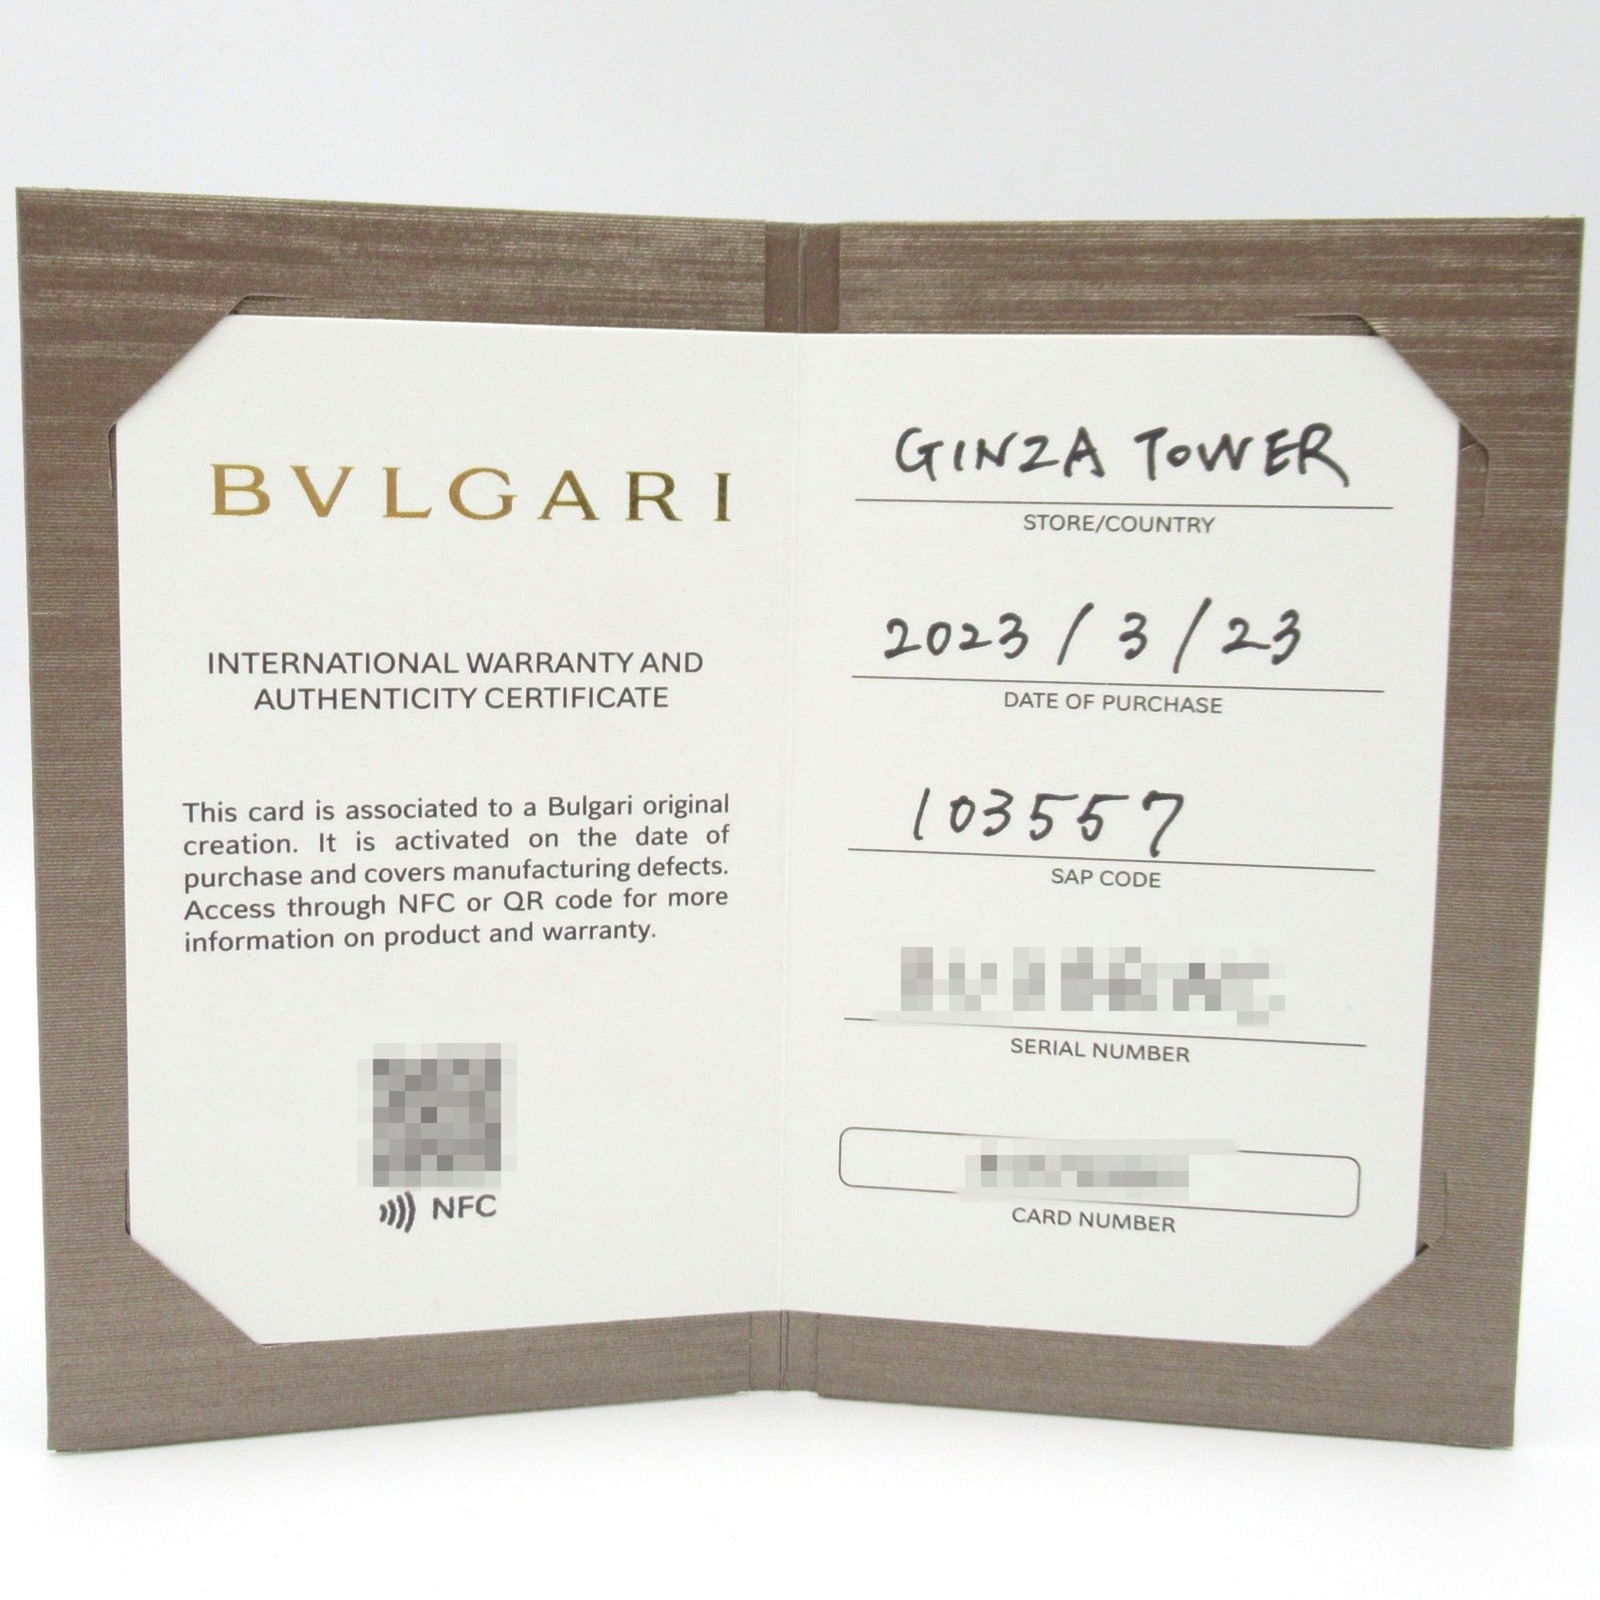 BVLGARI
INTERNATIONAL WARRANTY AND
AUTHENTICITY CERTIFICATE
This card is associated to a Bulgari original
creation. It is activated on the date of
purchase and covers manufacturing defects.
Access through NFC or QR code for more
information on product and warranty.
NFC
GINZA TOWER
STORE/COUNTRY
2023/3/23
DATE OF PURCHASE
103557
SAP CODE
SERIAL NUMBER
CARD NUMBER